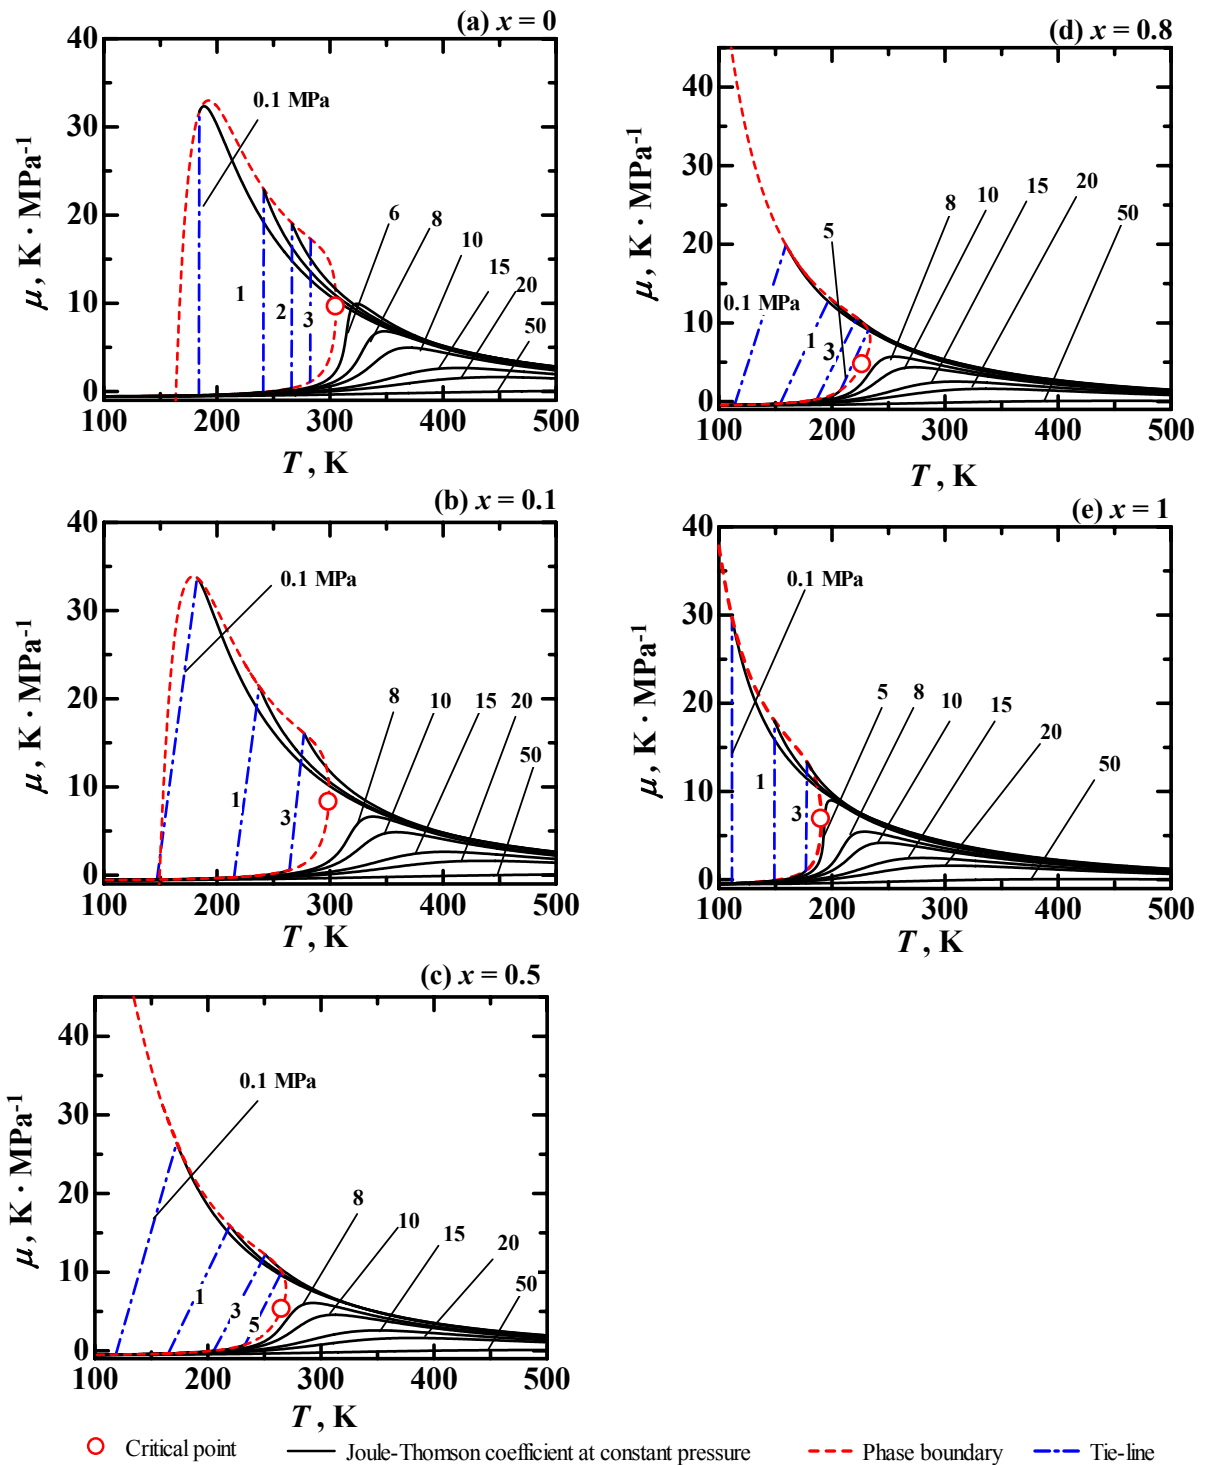 (a) x = 0
μ, K · MPa-1
40
30
20
10
0
0.1 MPa
1
2
3
6
8
10
15
20
50
100 200 300 400 500
T, K
(d) x = 0.8
μ, K · MPa-1
40
30
20
10
0
0.1 MPa
1
3
5
8
10
15
20
50
100 200 300 400 500
T, K
(b) x = 0.1
μ, K · MPa-1
40
30
20
10
0
0.1 MPa
1
3
8
10
15
20
50
100 200 300 400 500
T, K
(e) x = 1
μ, K · MPa-1
40
30
20
10
0
0.1 MPa
1
3
5
8
10
15
20
50
100 200 300 400 500
T, K
(c) x = 0.5
μ, K · MPa-1
40
30
20
10
0
0.1 MPa
1
3
5
8
10
15
20
50
100 200 300 400 500
T, K
Critical point Joule-Thomson coefficient at constant pressure Phase boundary Tie-line